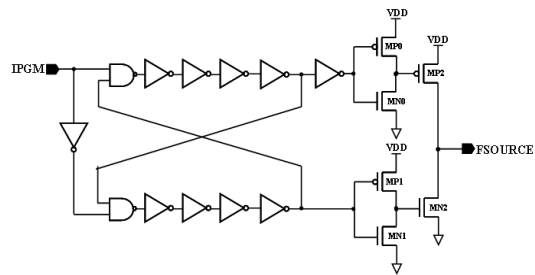 VDD
MP0
VDD
IPGM
MP2
MN0
FSOURCE
VDD
MP1
MN2
MN1